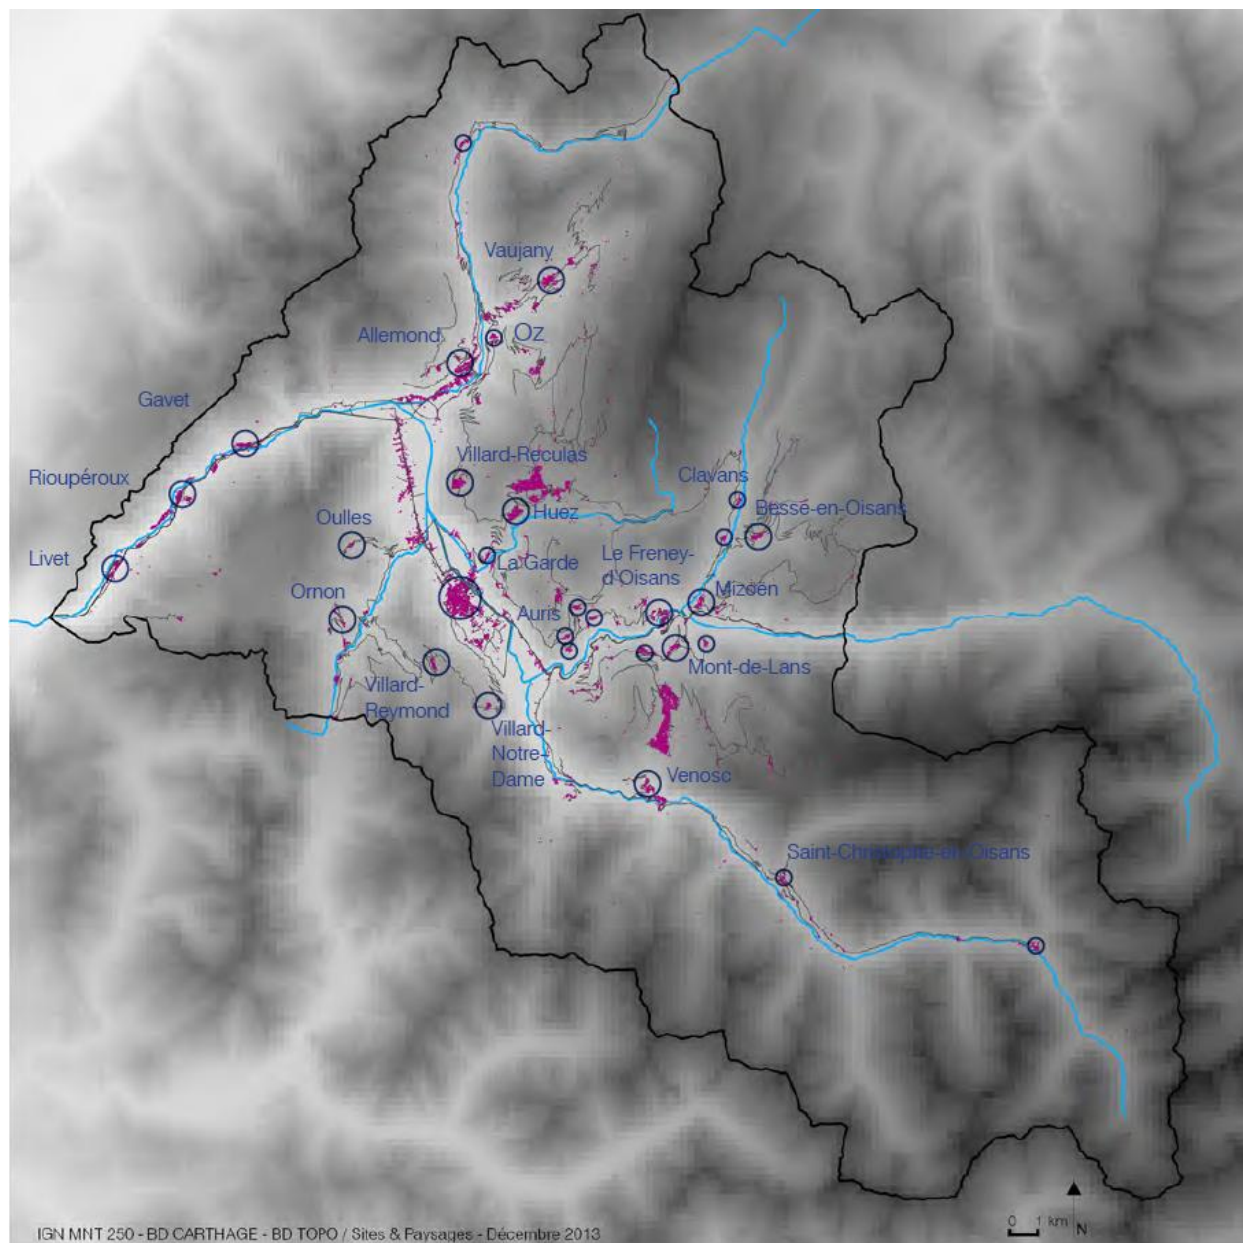 Vaujany
Oz
Allemond
Gavet
Villard-Reculas
Rioupéroux
Clavans
Bessé-en-Oisans
Huez
Oulles
Livet
La Garde
Le Freney-
d'Oisans
Ornon
Mizoën
Auris
Mont-de-Lans
Villard-
Reymond
Villard-
Notre-
Dame
Venosc
Saint-Christophe-en-Oisans
0 1 km
N
IGN MNT 250 - BD CARTHAGE - BD TOPO / Sites & Paysages - Décembre 2013